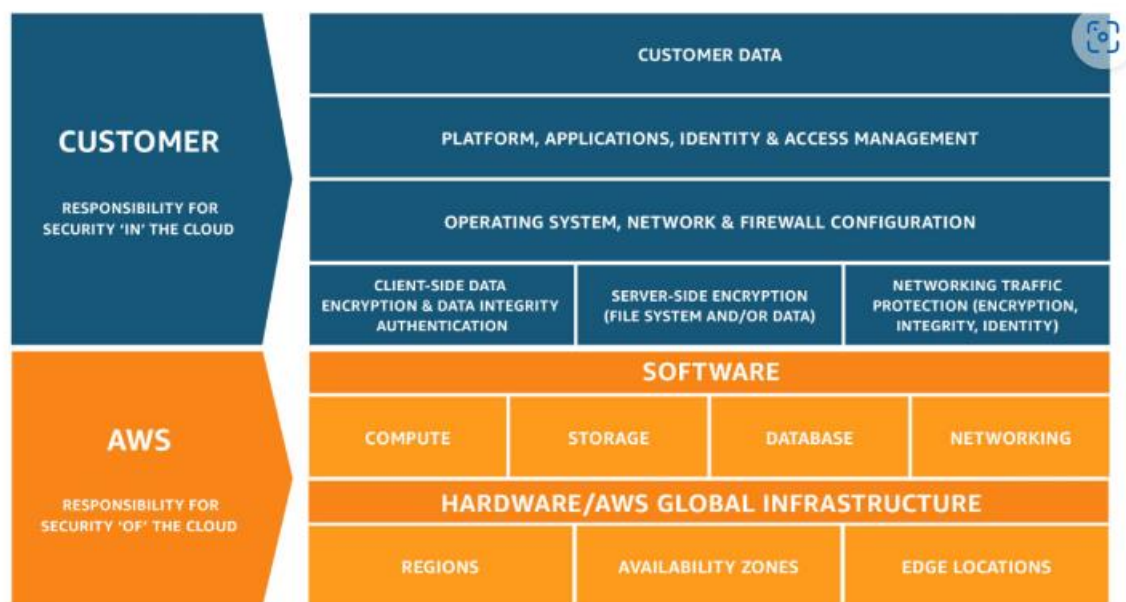 CUSTOMER
RESPONSIBILITY FOR
SECURITY ‘IN’ THE CLOUD
CUSTOMER DATA
PLATFORM, APPLICATIONS, IDENTITY & ACCESS MANAGEMENT
OPERATING SYSTEM, NETWORK & FIREWALL CONFIGURATION
CLIENT-SIDE DATA
ENCRYPTION & DATA INTEGRITY
AUTHENTICATION
SERVER-SIDE ENCRYPTION
(FILE SYSTEM AND/OR DATA)
NETWORKING TRAFFIC
PROTECTION (ENCRYPTION,
INTEGRITY, IDENTITY)
AWS
RESPONSIBILITY FOR
SECURITY ‘OF’ THE CLOUD
SOFTWARE
COMPUTE
STORAGE
DATABASE
NETWORKING
HARDWARE/AWS GLOBAL INFRASTRUCTURE
REGIONS
AVAILABILITY ZONES
EDGE LOCATIONS